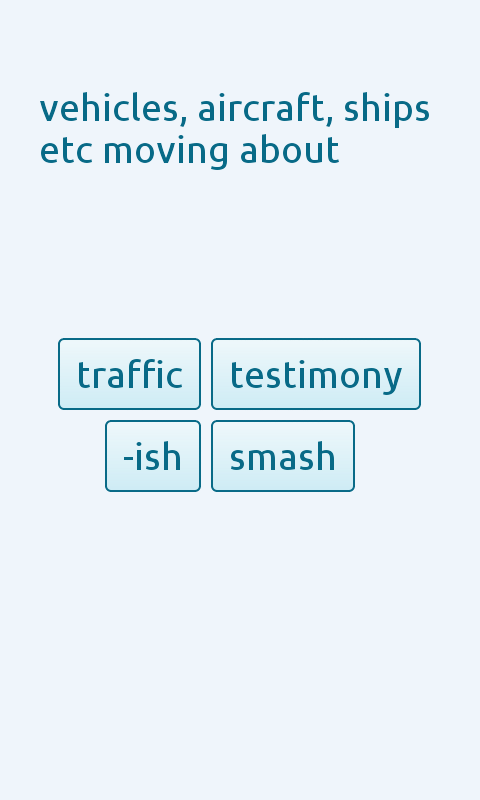 vehicles, aircraft, ships
etc moving about
traffic testimony
-ish smash